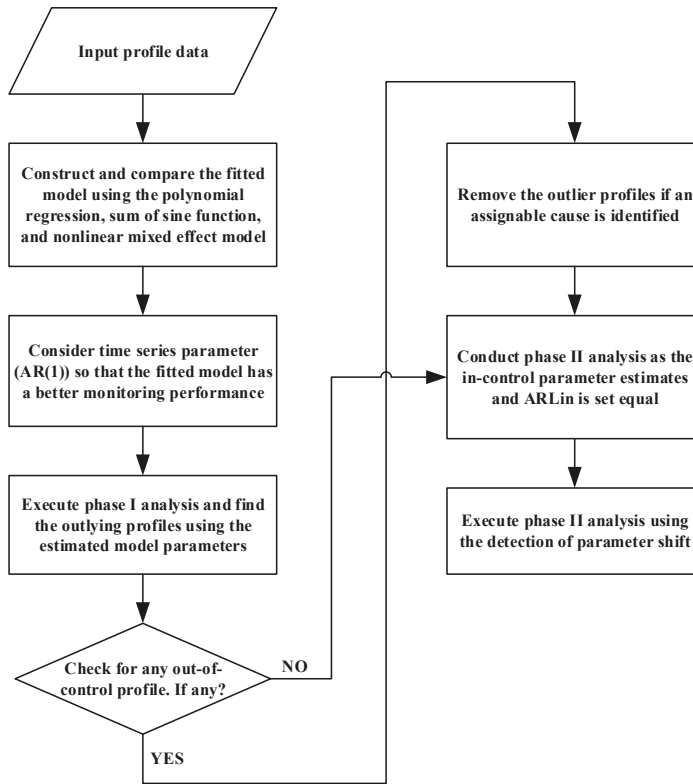 Input profile data
Construct and compare the fitted
model using the polynomial
regression, sum of sine function,
and nonlinear mixed effect model
Consider time series parameter
(AR(1)) so that the fitted model has
a better monitoring performance
Execute phase I analysis and find
the outlying profiles using the
estimated model parameters
Check for any out-of-
control profile. If any?
NO
YES
Remove the outlier profiles if an
assignable cause is identified
Conduct phase II analysis as the
in-control parameter estimates
and ARLin is set equal
Execute phase II analysis using
the detection of parameter shift